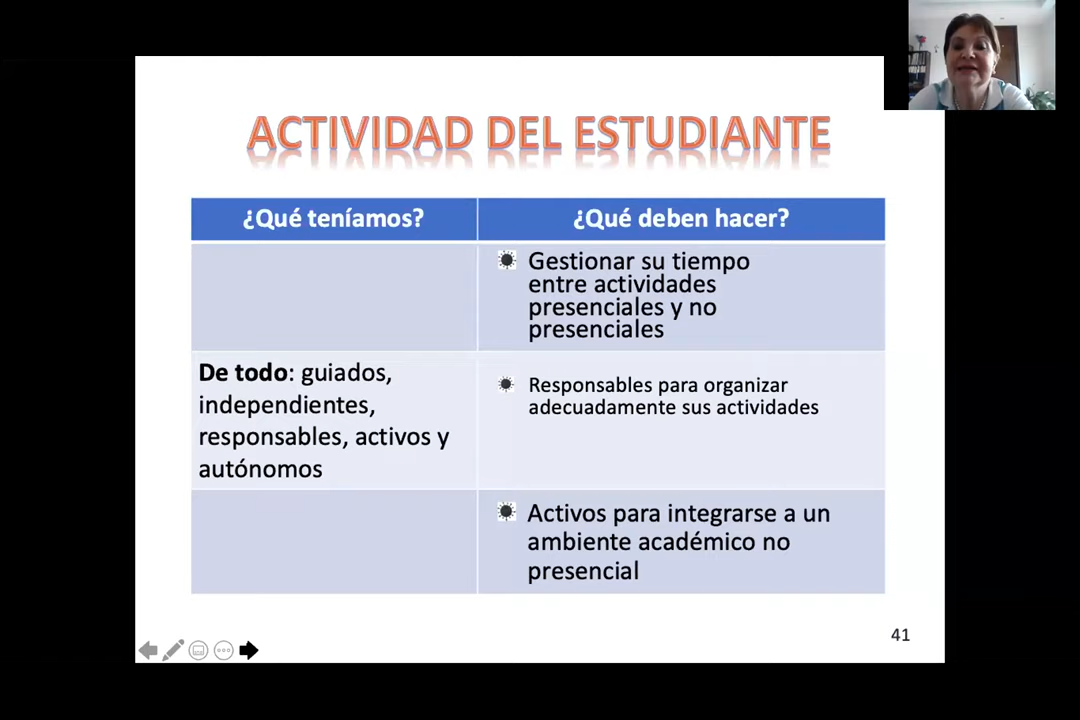 ACTIVIDAD DEL ESTUDIANTE
¿Qué teníamos?
¿Qué deben hacer?
Gestionar su tiempo
entre actividades
presenciales y no
presenciales
De todo: guiados,
independientes,
responsables, activos y
autónomos
Responsables para organizar
adecuadamente sus actividades
Activos para integrarse a un
ambiente académico no
presencial
41